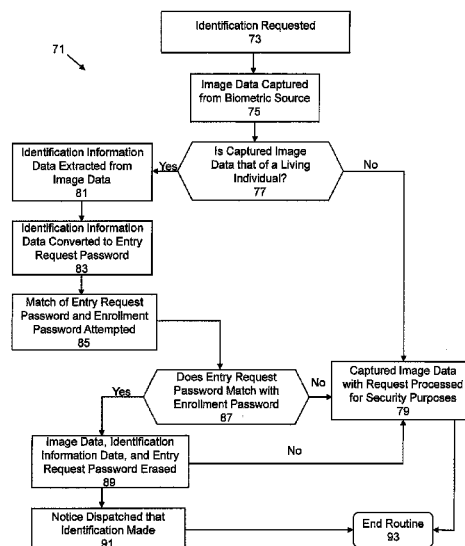 Identification Requested
73
71
Image Data Captured
from Biometric Source
75
Is Captured Image
Data that of a Living
Individual?
77
Yes
No
Identification Information
Data Extracted from
Image Data
81
Identification Information
Data Converted to Entry
Request Password
83
Match of Entry Request
Password and Enrollment
Password Attempted
85
Does Entry Request
Password Match with
Enrollment Password
87
Yes
No
Captured Image Data
with Request Processed
for Security Purposes
79
Image Data, Identification
Information Data, and Entry
Request Password Erased
89
No
Notice Dispatched that
Identification Made
91
End Routine
93